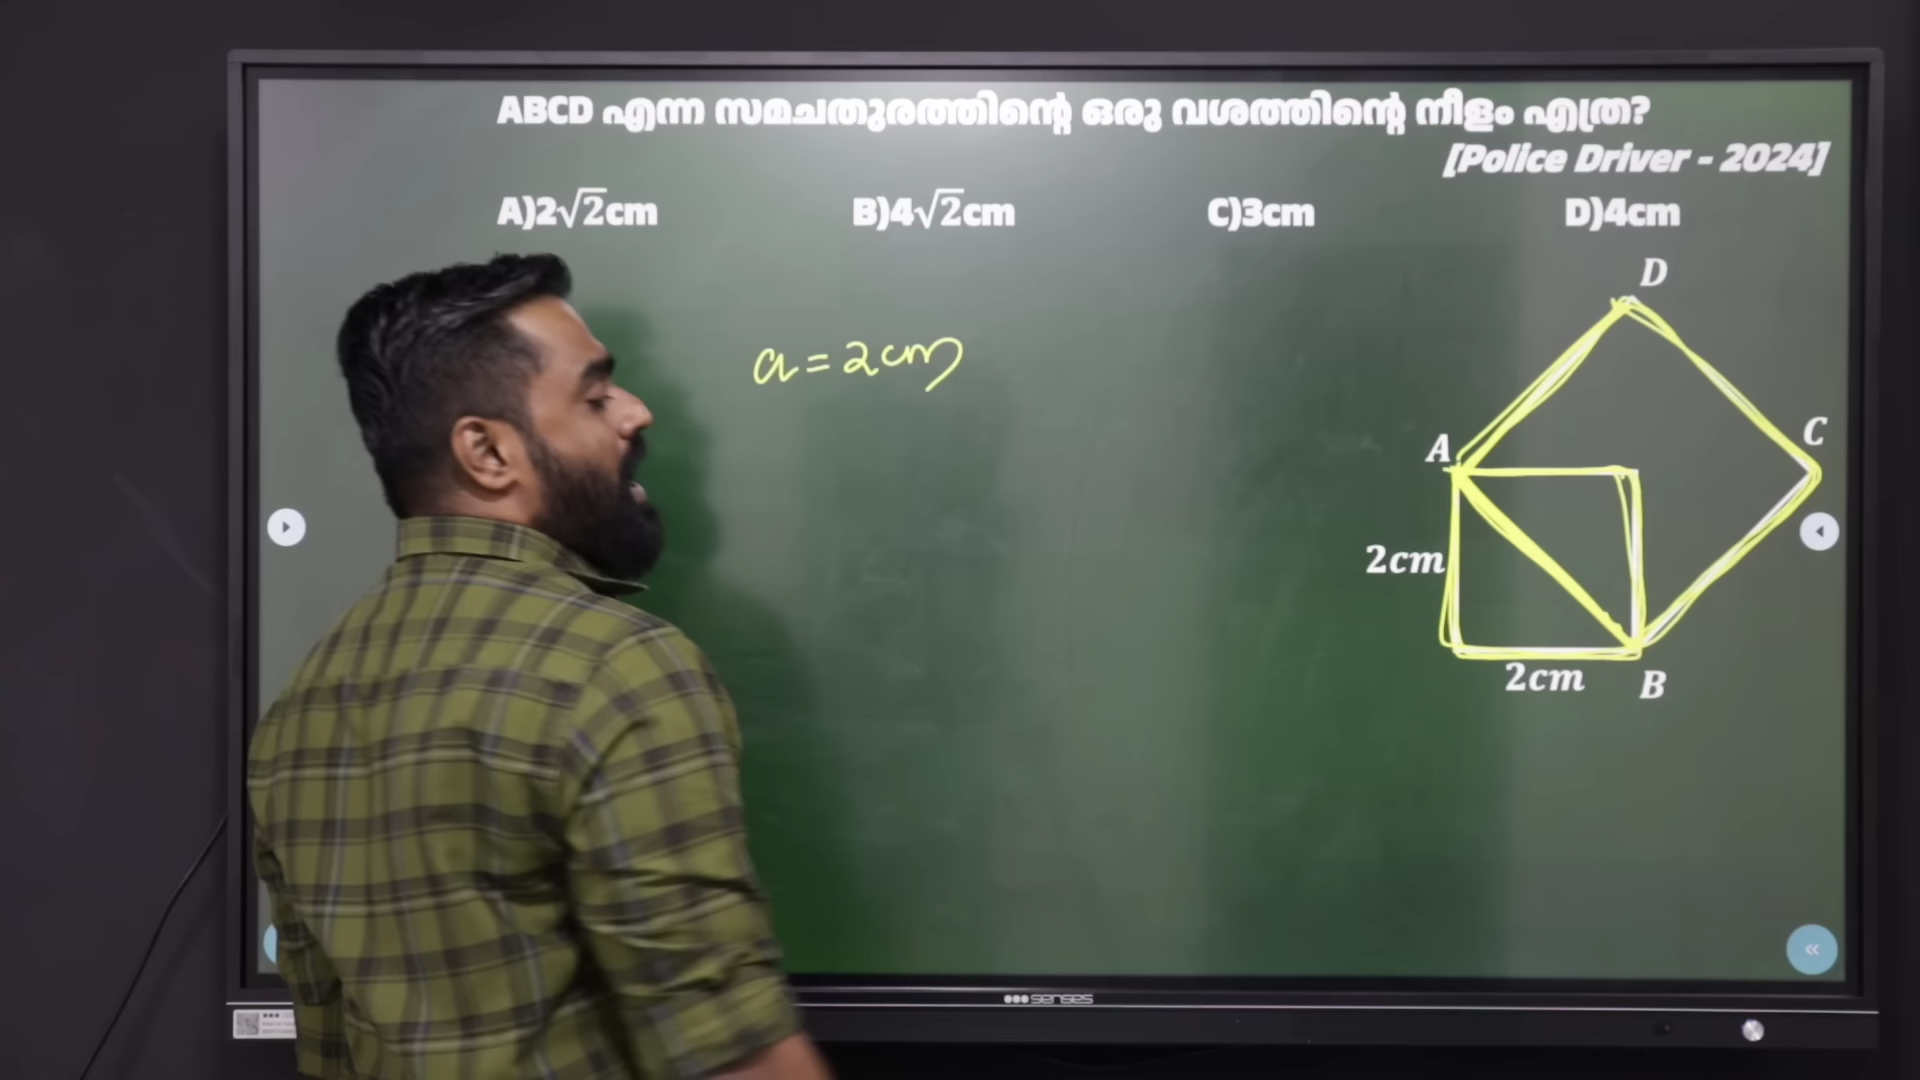 ABCD എന്ന സമചതുരത്തിന്റെ ഒരു വശത്തിന്റെ നീളം എത്ര?
[Police Driver - 2024]
A)2√2cm B)4√2cm C)3cm D)4cm
D
a = 2cm
A
C
2cm
2cm
B
senses